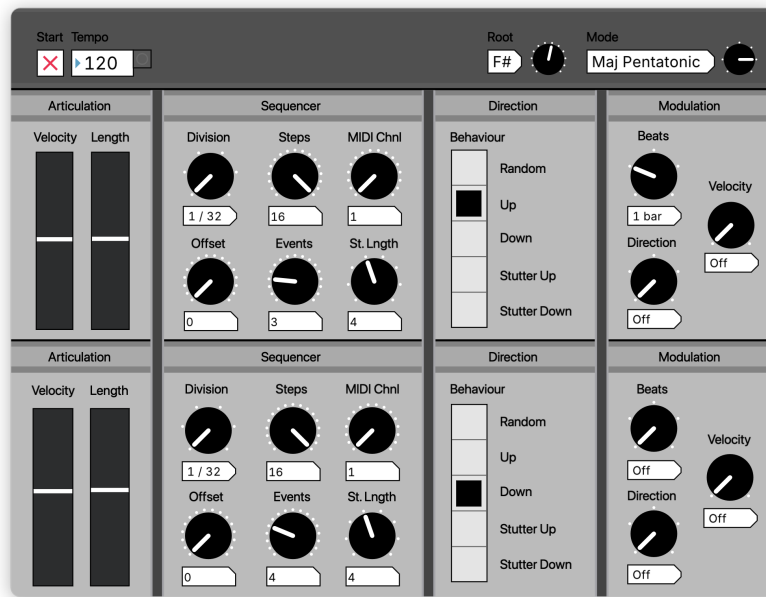 Start Tempo Root Mode
120 F# Maj Pentatonic
Articulation Sequencer Direction Modulation
Velocity Length Division Steps MIDI Chnl Behaviour Beats
Random
Velocity
Up
1 / 32 16 1 1 bar
Down
Offset Events St. Lngth Direction
Off
Stutter Up
Stutter Down
0 3 4 Off
Articulation Sequencer Direction Modulation
Velocity Length Division Steps MIDI Chnl Behaviour Beats
Random
Velocity
Up
1 / 32 16 1 Off
Down
Offset Events St. Lngth Direction
Off
Stutter Up
Stutter Down
0 4 4 Off